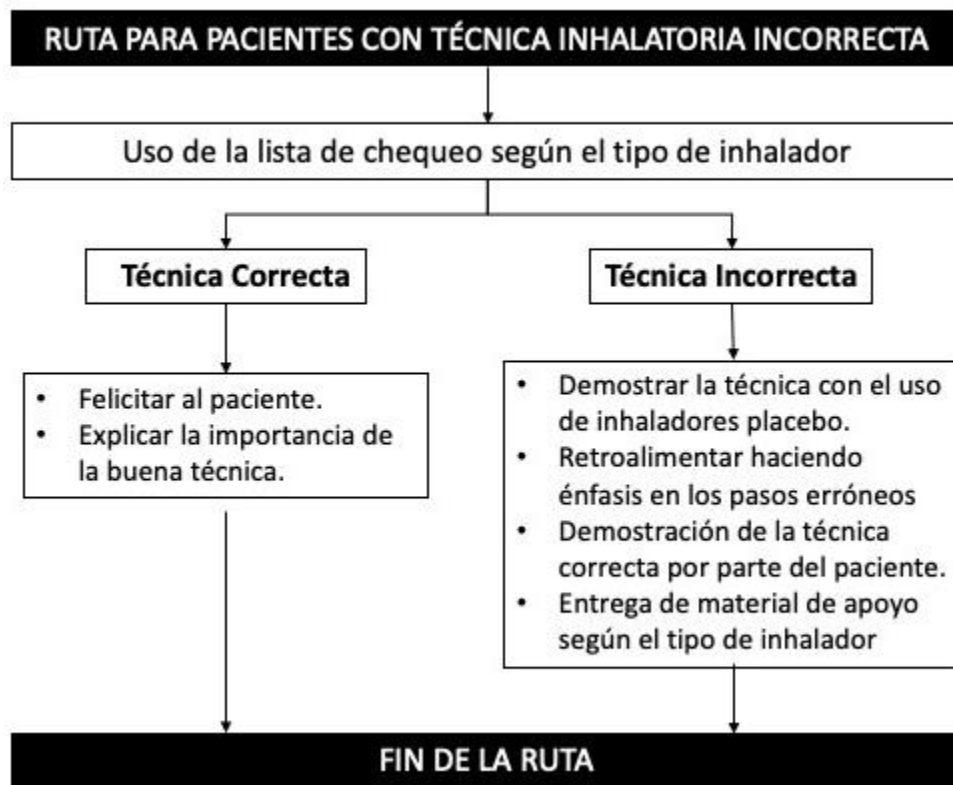 RUTA PARA PACIENTES CON TÉCNICA INHALATORIA INCORRECTA
Uso de la lista de chequeo según el tipo de inhalador
Técnica Correcta
• Felicitar al paciente.
• Explicar la importancia de
la buena técnica.
Técnica Incorrecta
• Demostrar la técnica con el uso
de inhaladores placebo.
• Retroalimentar haciendo
énfasis en los pasos erróneos
• Demostración de la técnica
correcta por parte del paciente.
• Entrega de material de apoyo
según el tipo de inhalador
FIN DE LA RUTA